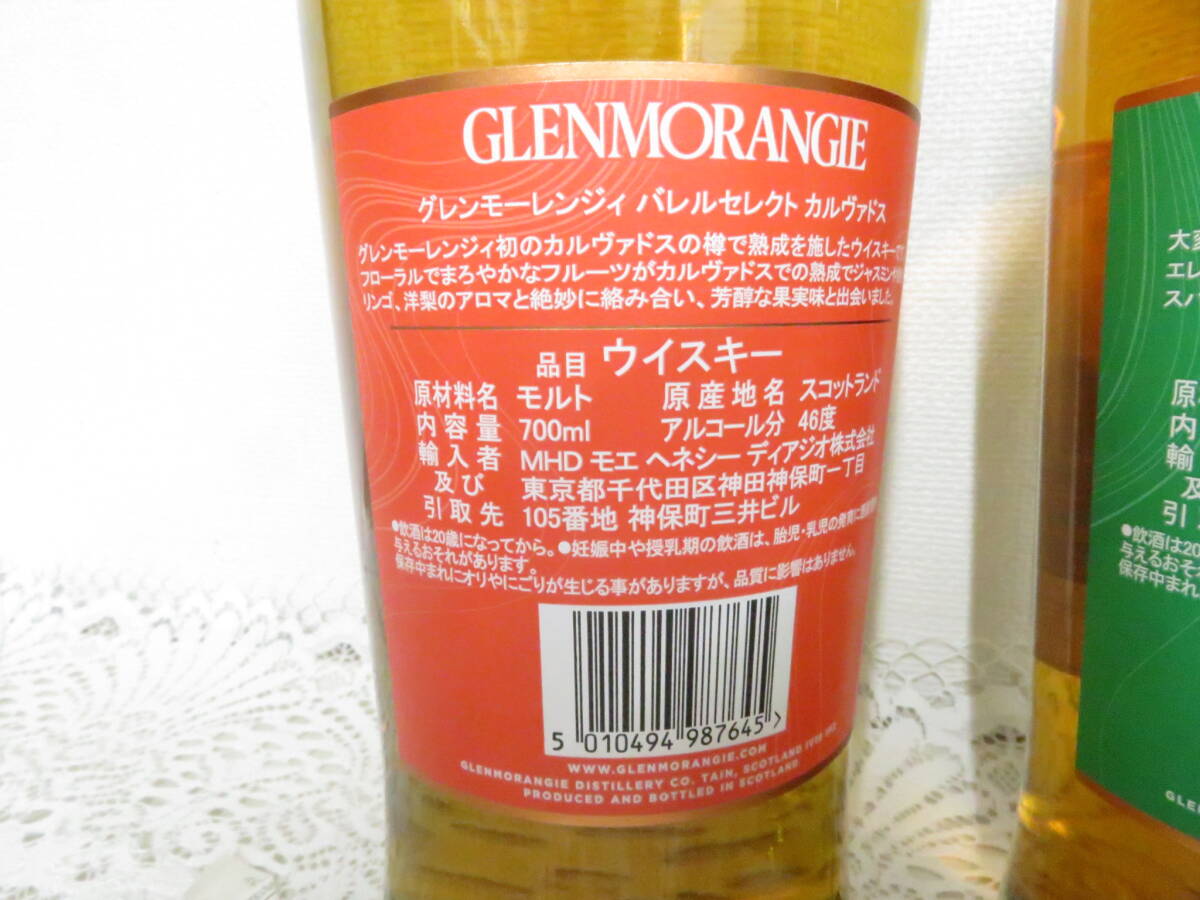 GLENMORANGIE
グレンモーレンジィ バレルセレクト カルヴァドス
グレンモーレンジィ初のカルヴァドスの樽で熟成を施したウイスキーです
フローラルでまろやかなフルーツがカルヴァドスでの熟成でジャスミン
リンゴ、洋梨のアロマと絶妙に絡み合い、芳醇な果実味と出会いました。
品目 ウイスキー
原材料名 モルト 原産地名 スコットランド
内容量 700ml アルコール分 46度
輸入者 MHD モエ ヘネシー ディアジオ株式会社
及び 東京都千代田区神田神保町一丁目
引取先 105番地 神保町三井ビル
●飲酒は20歳になってから。●妊娠中や授乳期の飲酒は、胎児・乳児の発育に
与えるおそれがあります。
保存中まれにオリやにごりが生じる事がありますが、品質に影響はありません。
5 010494 987645 >
WWW.GLENMORANGIE.COM
GLENMORANGIE DISTILLERY CO. TAIN, SCOTLAND IV19 1PZ
PRODUCED AND BOTTLED IN SCOTLAND
大変
エレ
スパ
原
内
輸
及
引
●飲酒は20
与えるおそれ
保存中まれに
GLEN